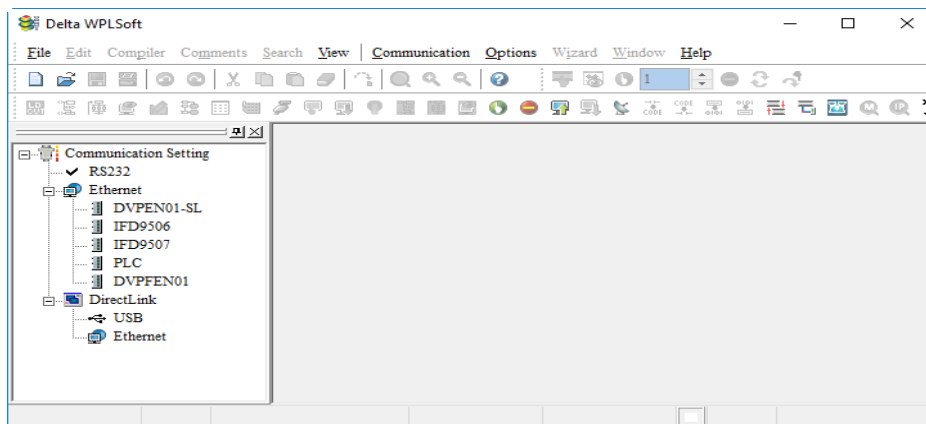 Delta WPLSoft
File Edit Compiler Comments Search View Communication Options Wizard Window Help
1
Communication Setting
RS232
Ethernet
DVPEN01-SL
IFD9506
IFD9507
PLC
DVPFEN01
DirectLink
USB
Ethernet